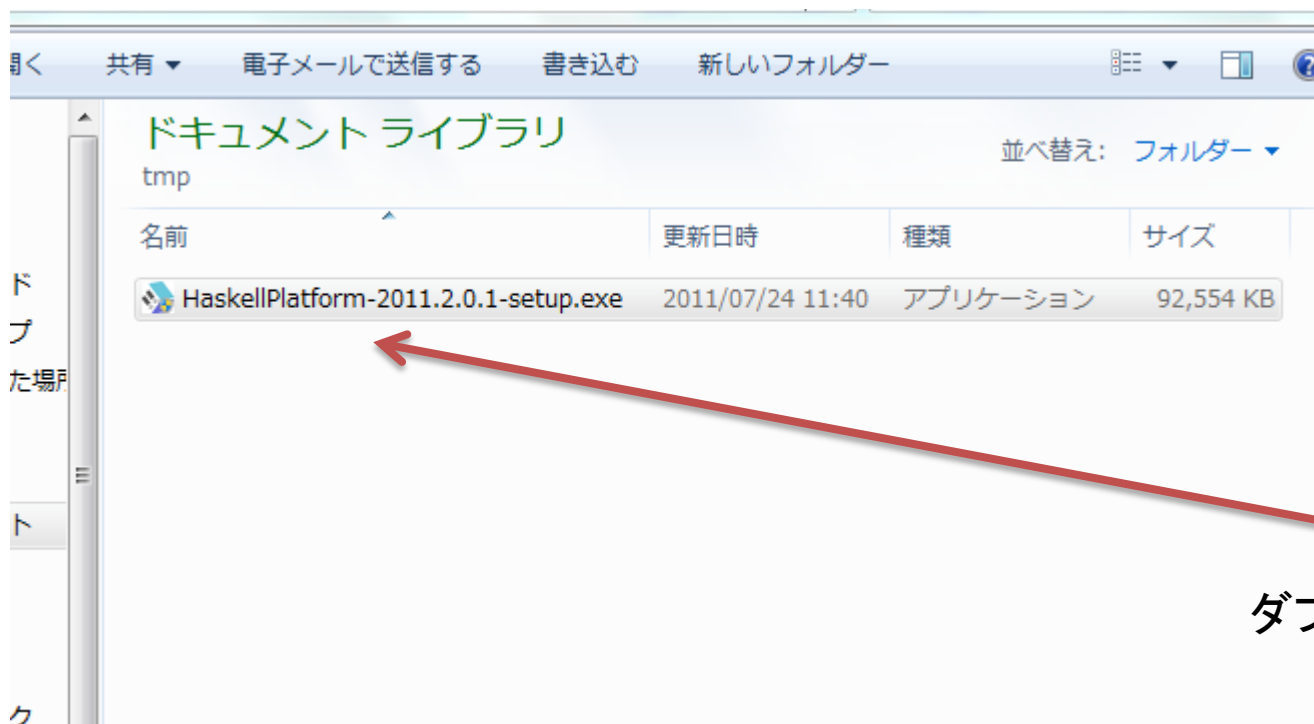 開く 共有 電子メールで送信する 書き込む 新しいフォルダー
ドキュメント ライブラリ
tmp
並べ替え: フォルダー
名前 更新日時 種類 サイズ
HaskellPlatform-2011.2.0.1-setup.exe 2011/07/24 11:40 アプリケーション 92,554 KB
ド
プ
た場所
ト
ダブ
ク